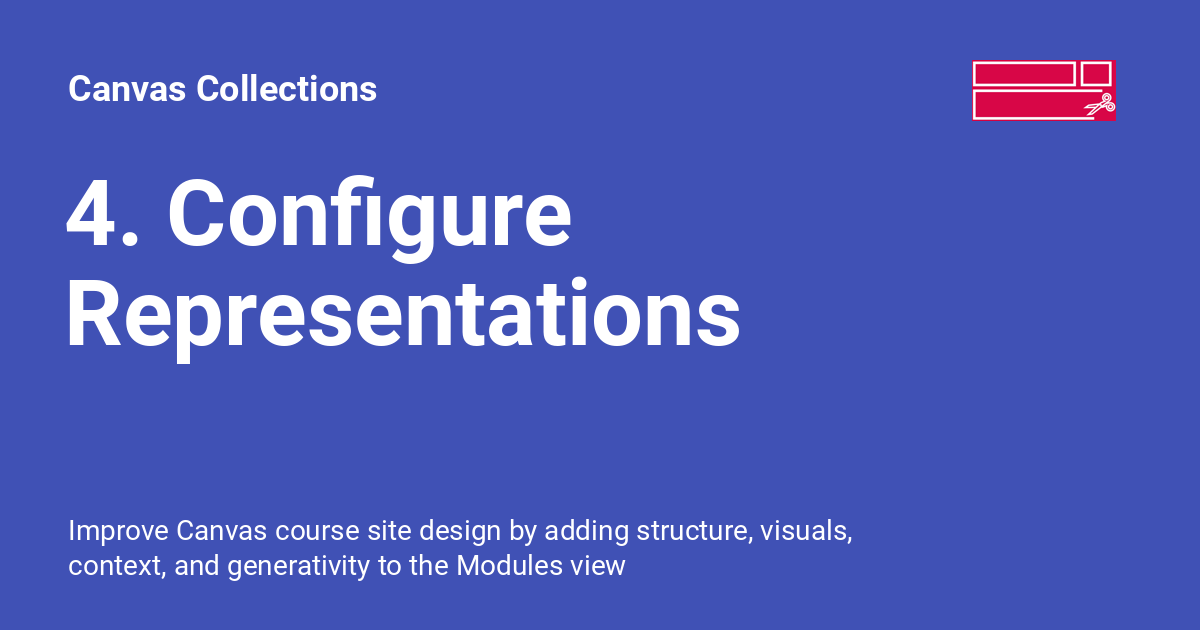 Canvas Collections
4. Configure
Representations
Improve Canvas course site design by adding structure, visuals,
context, and generativity to the Modules view